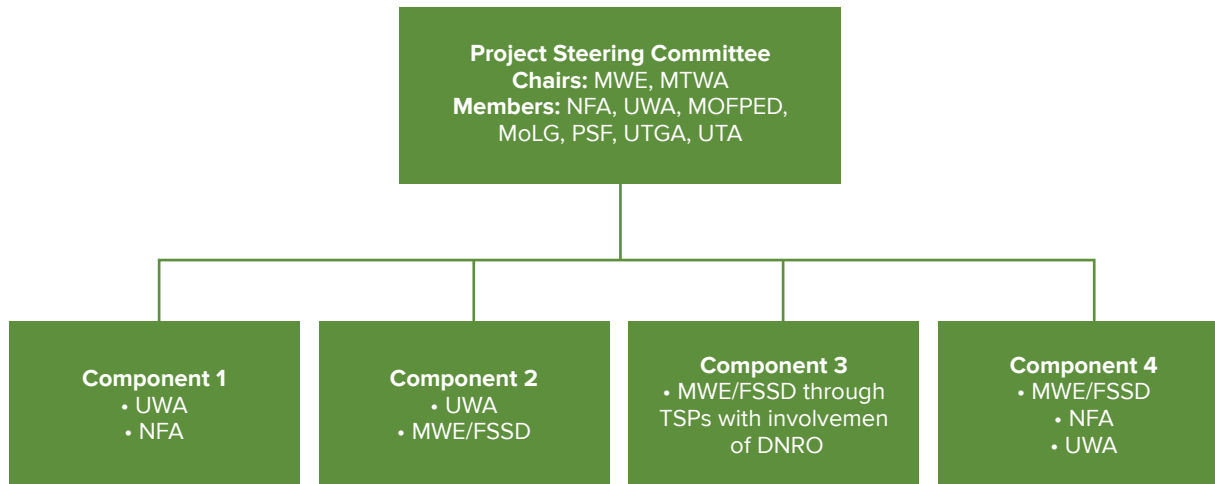 Project Steering Committee
Chairs: MWE, MTWA
Members: NFA, UWA, MOFPED,
MoLG, PSF, UTGA, UTA
Component 1
• UWA
• NFA
Component 2
• UWA
• MWE/FSSD
Component 3
• MWE/FSSD through
TSPs with involvemen
of DNRO
Component 4
• MWE/FSSD
• NFA
• UWA